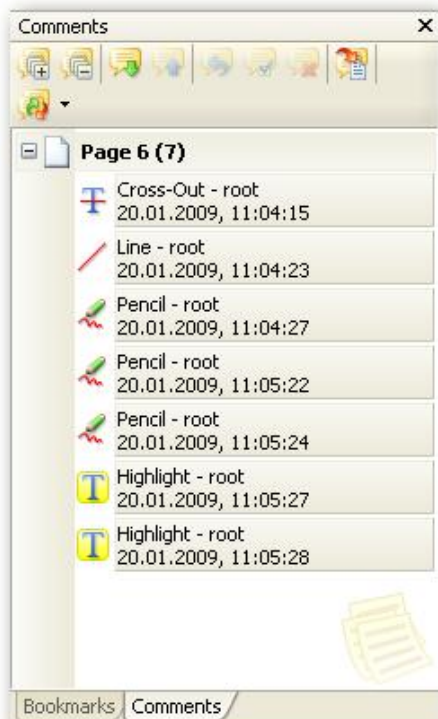 Comments
Page 6 (7)
Cross-Out - root
20.01.2009, 11:04:15
Line - root
20.01.2009, 11:04:23
Pencil - root
20.01.2009, 11:04:27
Pencil - root
20.01.2009, 11:05:22
Pencil - root
20.01.2009, 11:05:24
Highlight - root
20.01.2009, 11:05:27
Highlight - root
20.01.2009, 11:05:28
Bookmarks Comments